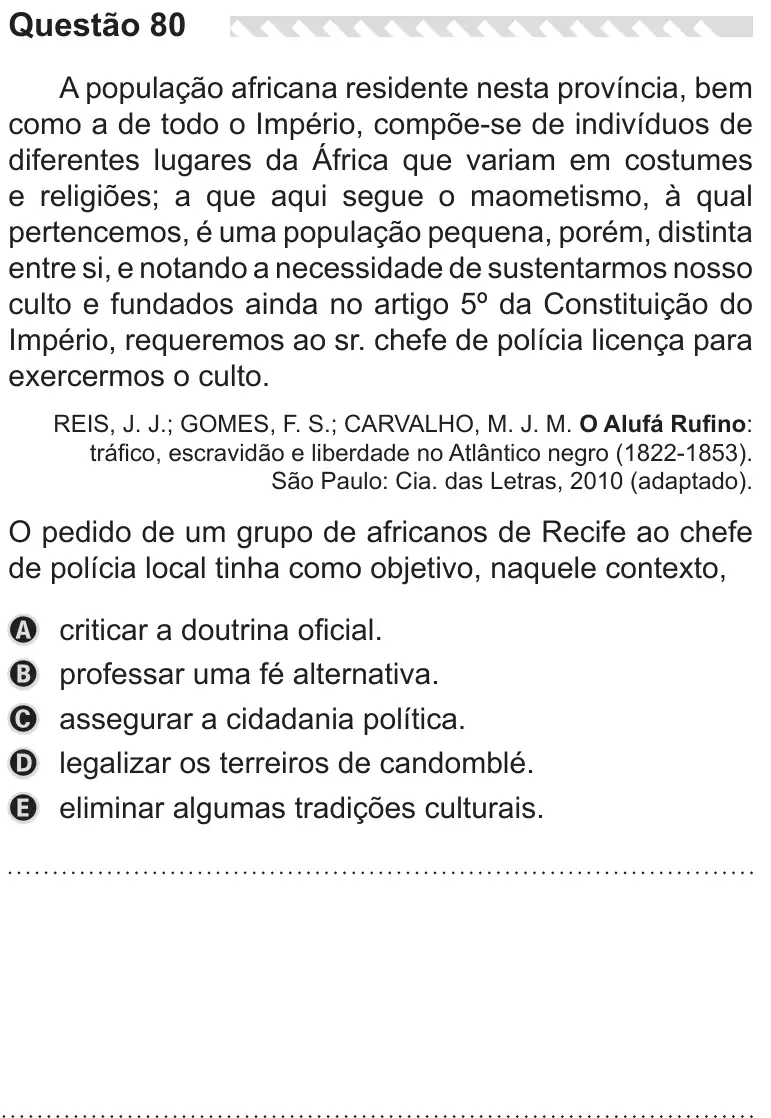 Questão 80
A população africana residente nesta província, bem
como a de todo o Império, compõe-se de indivíduos de
diferentes lugares da África que variam em costumes
e religiões; a que aqui segue o maometismo, à qual
pertencemos, é uma população pequena, porém, distinta
entre si, e notando a necessidade de sustentarmos nosso
culto e fundados ainda no artigo 5º da Constituição do
Império, requeremos ao sr. chefe de polícia licença para
exercermos o culto.
REIS, J. J.; GOMES, F. S.; CARVALHO, M. J. M. O Alufá Rufino:
tráfico, escravidão e liberdade no Atlântico negro (1822-1853).
São Paulo: Cia. das Letras, 2010 (adaptado).
O pedido de um grupo de africanos de Recife ao chefe
de polícia local tinha como objetivo, naquele contexto,
A criticar a doutrina oficial.
B professar uma fé alternativa.
C assegurar a cidadania política.
D legalizar os terreiros de candomblé.
E eliminar algumas tradições culturais.